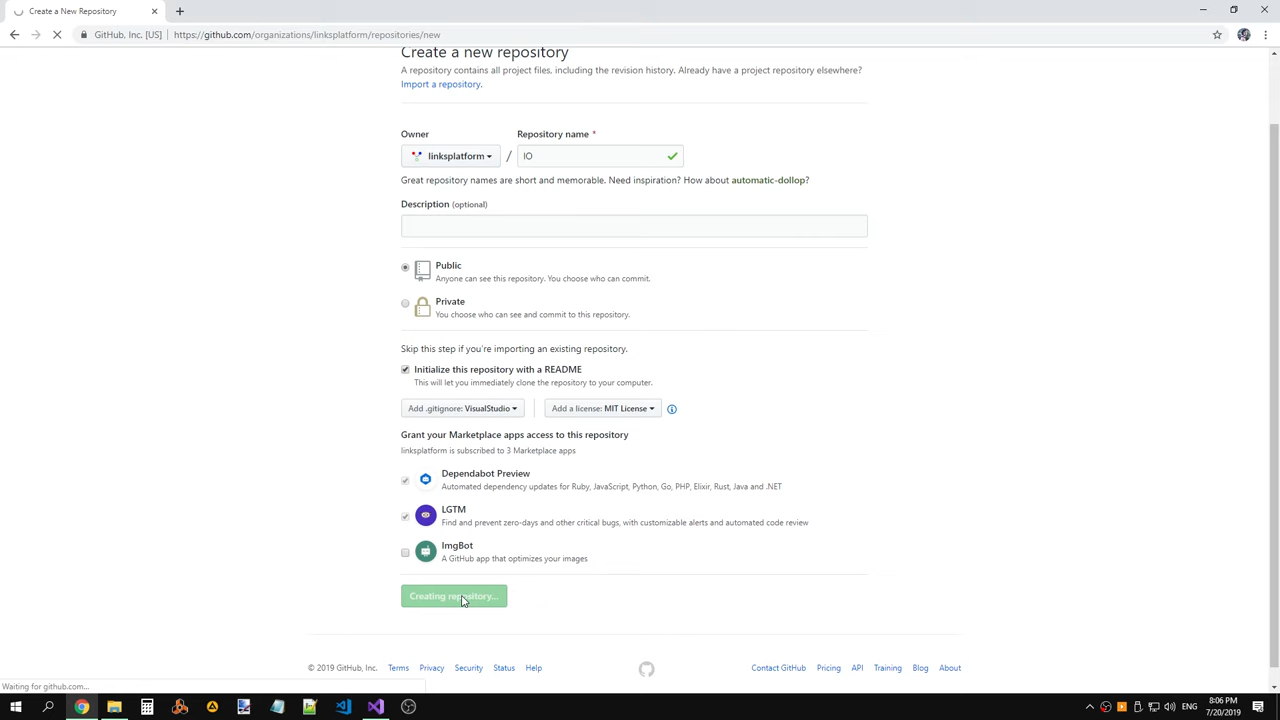 Create a New Repository
GitHub, Inc. [US] | https://github.com/organizations/linksplatform/repositories/new
Create a new repository
A repository contains all project files, including the revision history. Already have a project repository elsewhere?
Import a repository.
Owner
Repository name *
linksplatform / IO
Great repository names are short and memorable. Need inspiration? How about automatic-dollop?
Description (optional)
Public
Anyone can see this repository. You choose who can commit.
Private
You choose who can see and commit to this repository.
Skip this step if you're importing an existing repository.
Initialize this repository with a README
This will let you immediately clone the repository to your computer.
Add .gitignore: VisualStudio
Add a license: MIT License
Grant your Marketplace apps access to this repository
linksplatform is subscribed to 3 Marketplace apps
Dependabot Preview
Automated dependency updates for Ruby, JavaScript, Python, Go, PHP, Elixir, Rust, Java and .NET
LGTM
Find and prevent zero-days and other critical bugs, with customizable alerts and automated code review
ImgBot
A GitHub app that optimizes your images
Creating repository...
© 2019 GitHub, Inc. Terms Privacy Security Status Help
Contact GitHub Pricing API Training Blog About
Waiting for github.com...
ENG
8:06 PM
7/20/2019